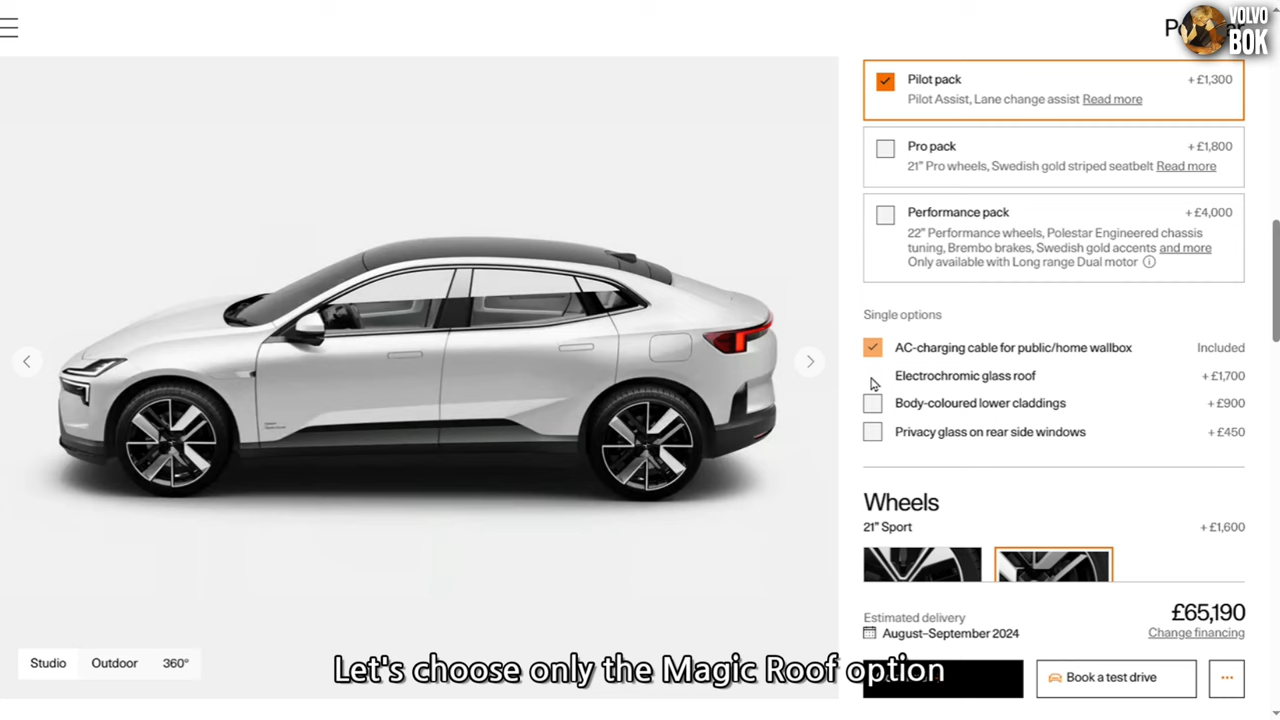 VOLVO
BOK
Pilot pack
+ £1,300
Pilot Assist, Lane change assist Read more
Pro pack
+ £1,800
21" Pro wheels, Swedish gold striped seatbelt Read more
Performance pack
+ £4,000
22" Performance wheels, Polestar Engineered chassis
tuning, Brembo brakes, Swedish gold accents and more
Only available with Long range Dual motor
Single options
AC-charging cable for public/home wallbox
Included
Electrochromic glass roof
+ £1,700
Body-coloured lower claddings
+ £900
Privacy glass on rear side windows
+ £450
Wheels
21" Sport
+ £1,600
Estimated delivery
£65,190
August–September 2024
Change financing
Studio
Outdoor
360°
Book a test drive
Let's choose only the Magic Roof option